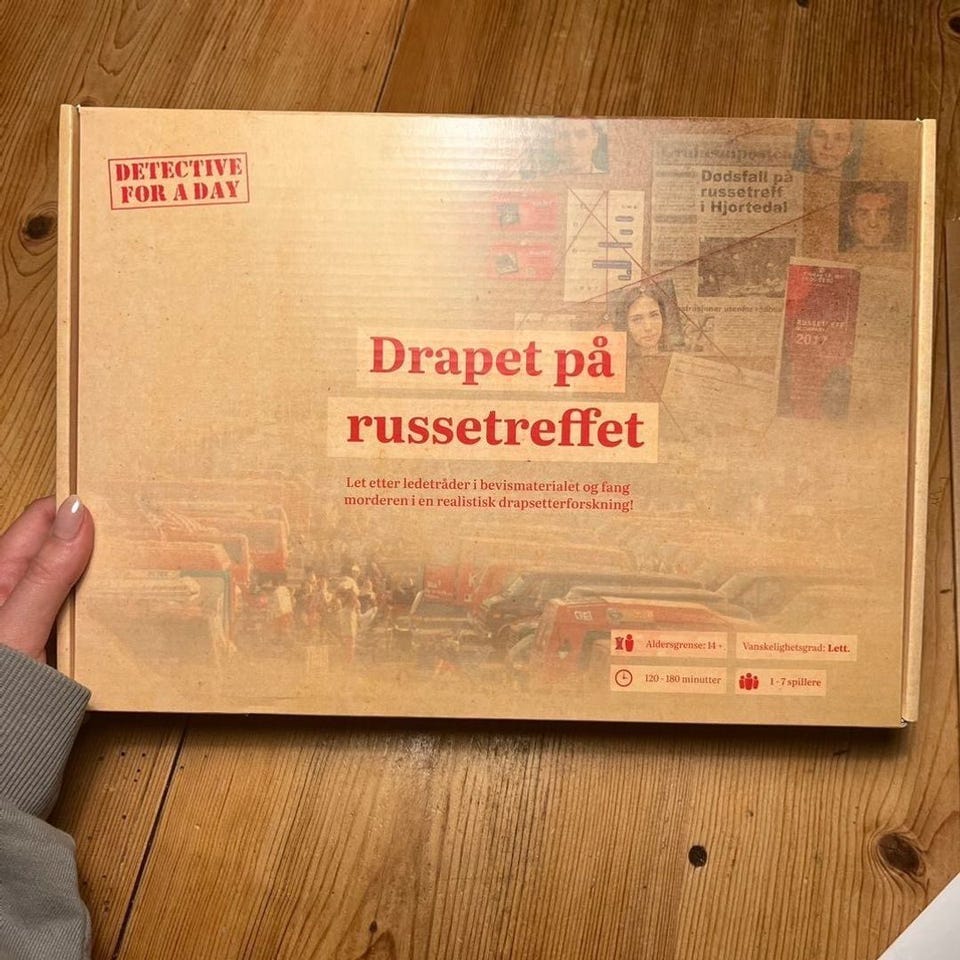 DETECTIVE
FOR A DAY
Dødsfall på
russetreff
i Hjortedal
2017
Drapet på
russetreffet
Let etter ledetråder i bevismaterialet og fang
morderen i en realistisk drapsetterforskning!
Aldersgrense: 14 +
Vanskelighetsgrad: Lett.
120 - 180 minutter
1 - 7 spillere